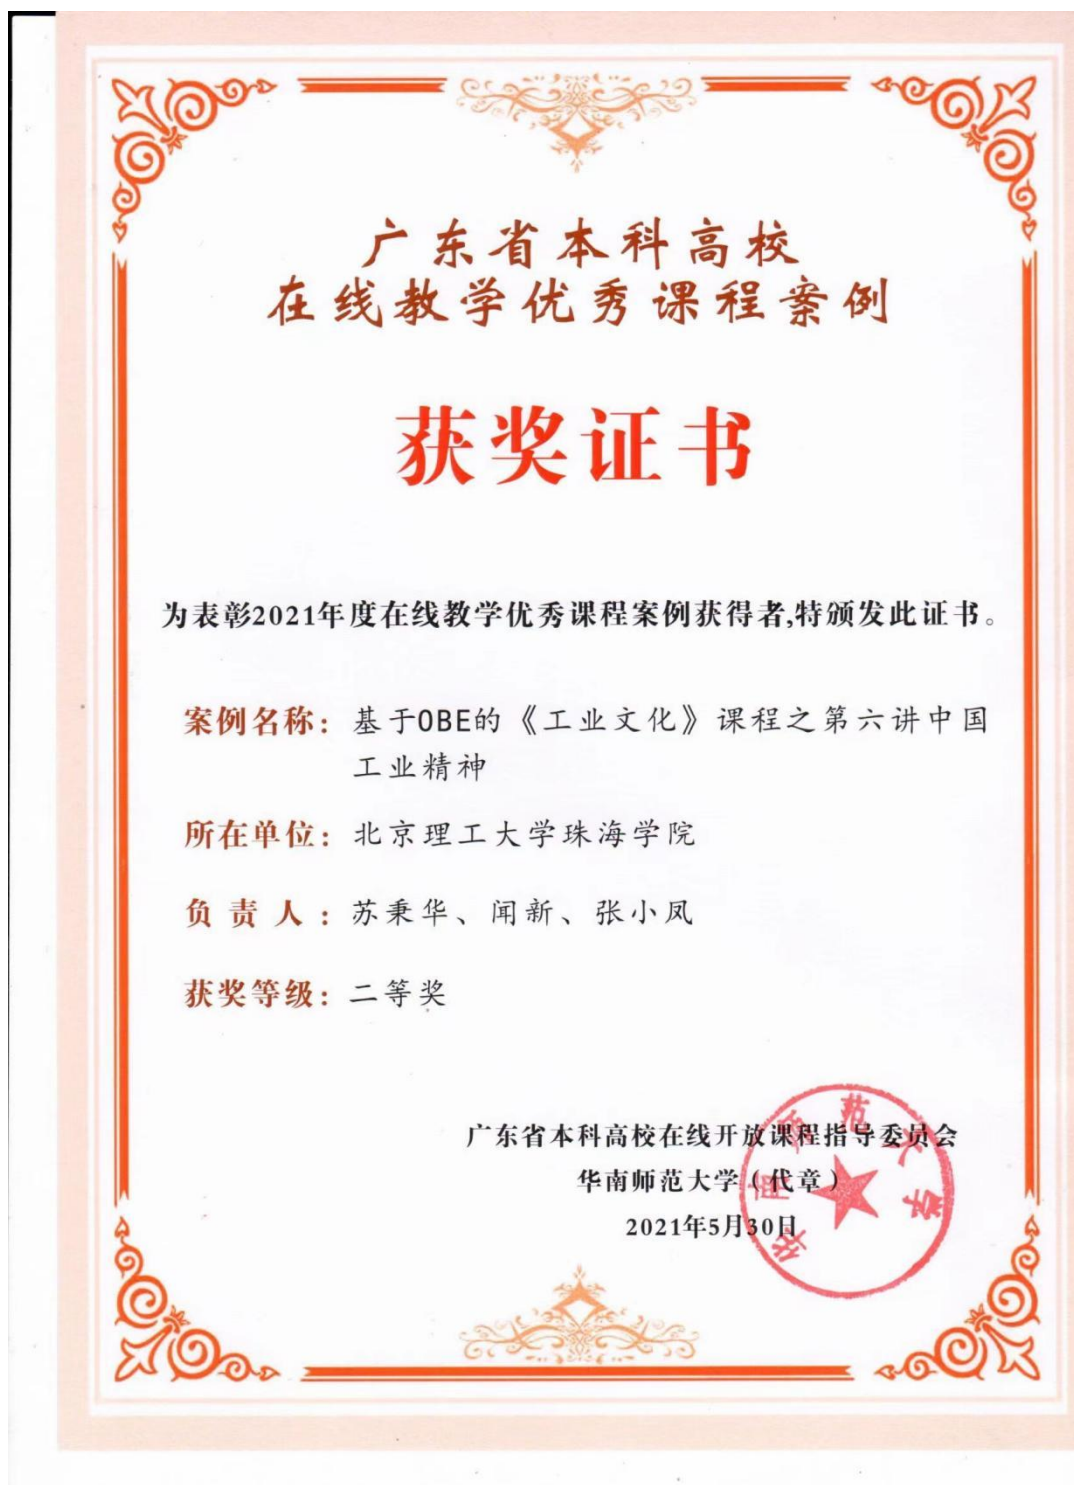 广东省本科高校
在线教学优秀课程案例
获奖证书
为表彰2021年度在线教学优秀课程案例获得者,特颁发此证书。
案例名称：基于OBE的《工业文化》课程之第六讲中国
工业精神
所在单位：北京理工大学珠海学院
负责人：苏秉华、闻新、张小凤
获奖等级：二等奖
广东省本科高校在线开放课程指导委员会
华南师范大学（代章）
2021年5月30日
华南师范大学